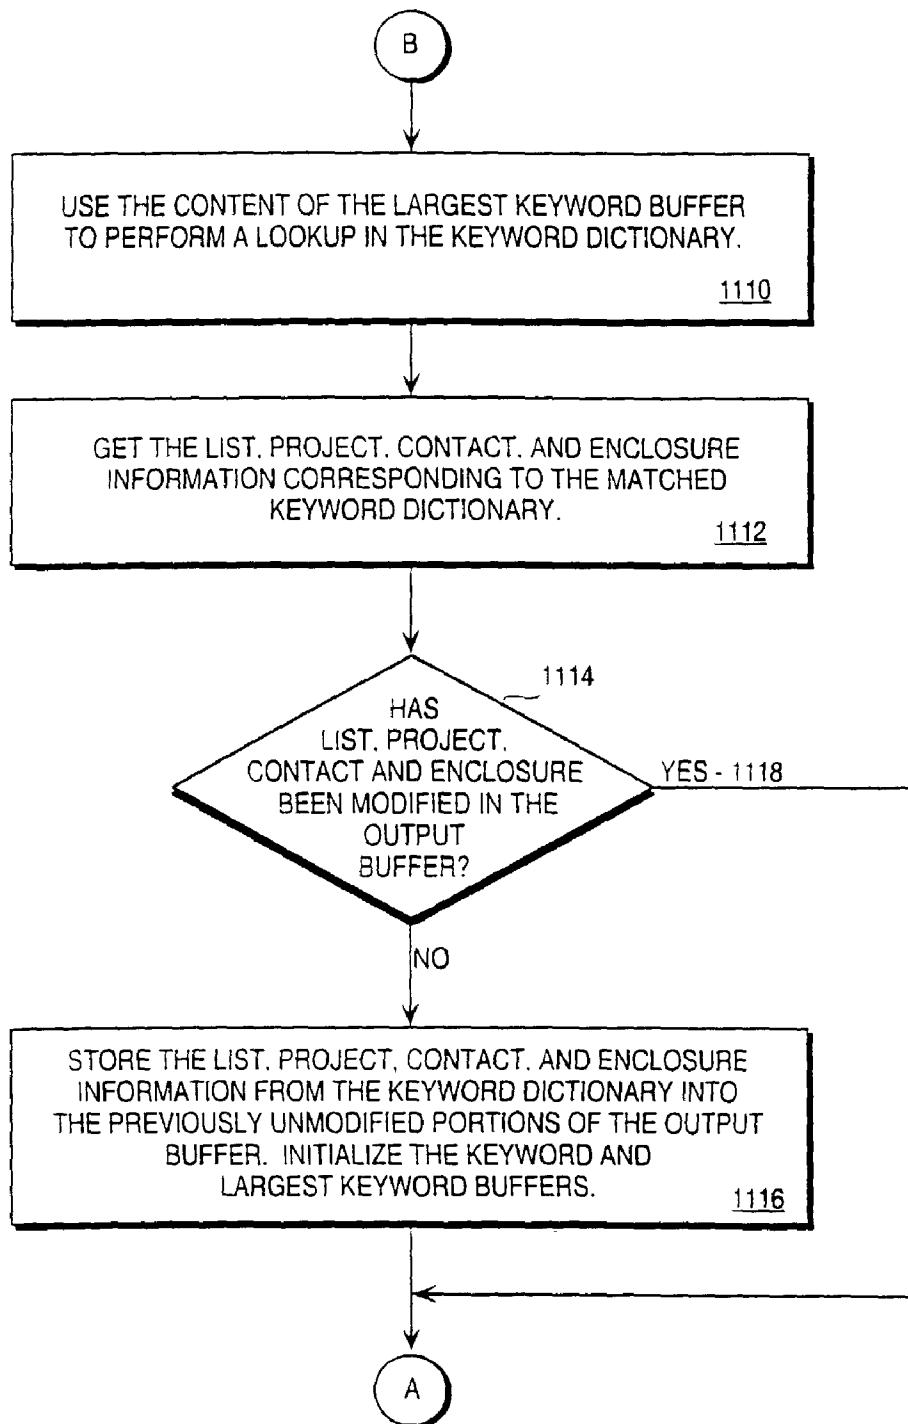 B
USE THE CONTENT OF THE LARGEST KEYWORD BUFFER
TO PERFORM A LOOKUP IN THE KEYWORD DICTIONARY.
1110
GET THE LIST, PROJECT, CONTACT, AND ENCLOSURE
INFORMATION CORRESPONDING TO THE MATCHED
KEYWORD DICTIONARY.
1112
1114
HAS
LIST, PROJECT,
CONTACT AND ENCLOSURE
BEEN MODIFIED IN THE
OUTPUT
BUFFER?
YES - 1118
NO
STORE THE LIST, PROJECT, CONTACT, AND ENCLOSURE
INFORMATION FROM THE KEYWORD DICTIONARY INTO
THE PREVIOUSLY UNMODIFIED PORTIONS OF THE OUTPUT
BUFFER. INITIALIZE THE KEYWORD AND
LARGEST KEYWORD BUFFERS.
1116
A